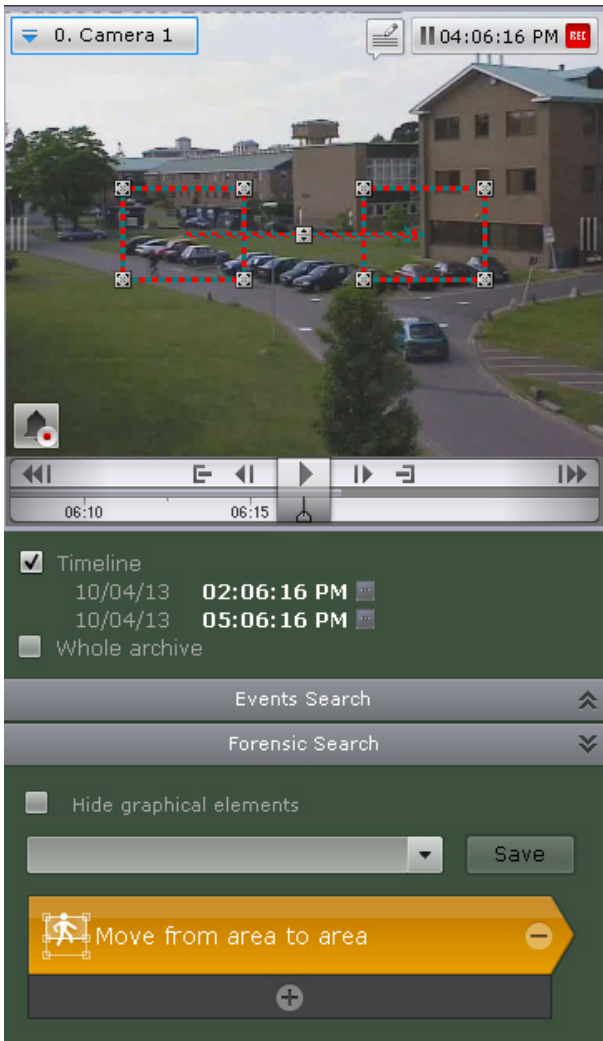 0. Camera 1
04:06:16 PM REC
06:10 06:15
Timeline
10/04/13 02:06:16 PM
10/04/13 05:06:16 PM
Whole archive
Events Search
Forensic Search
Hide graphical elements
Save
Move from area to area